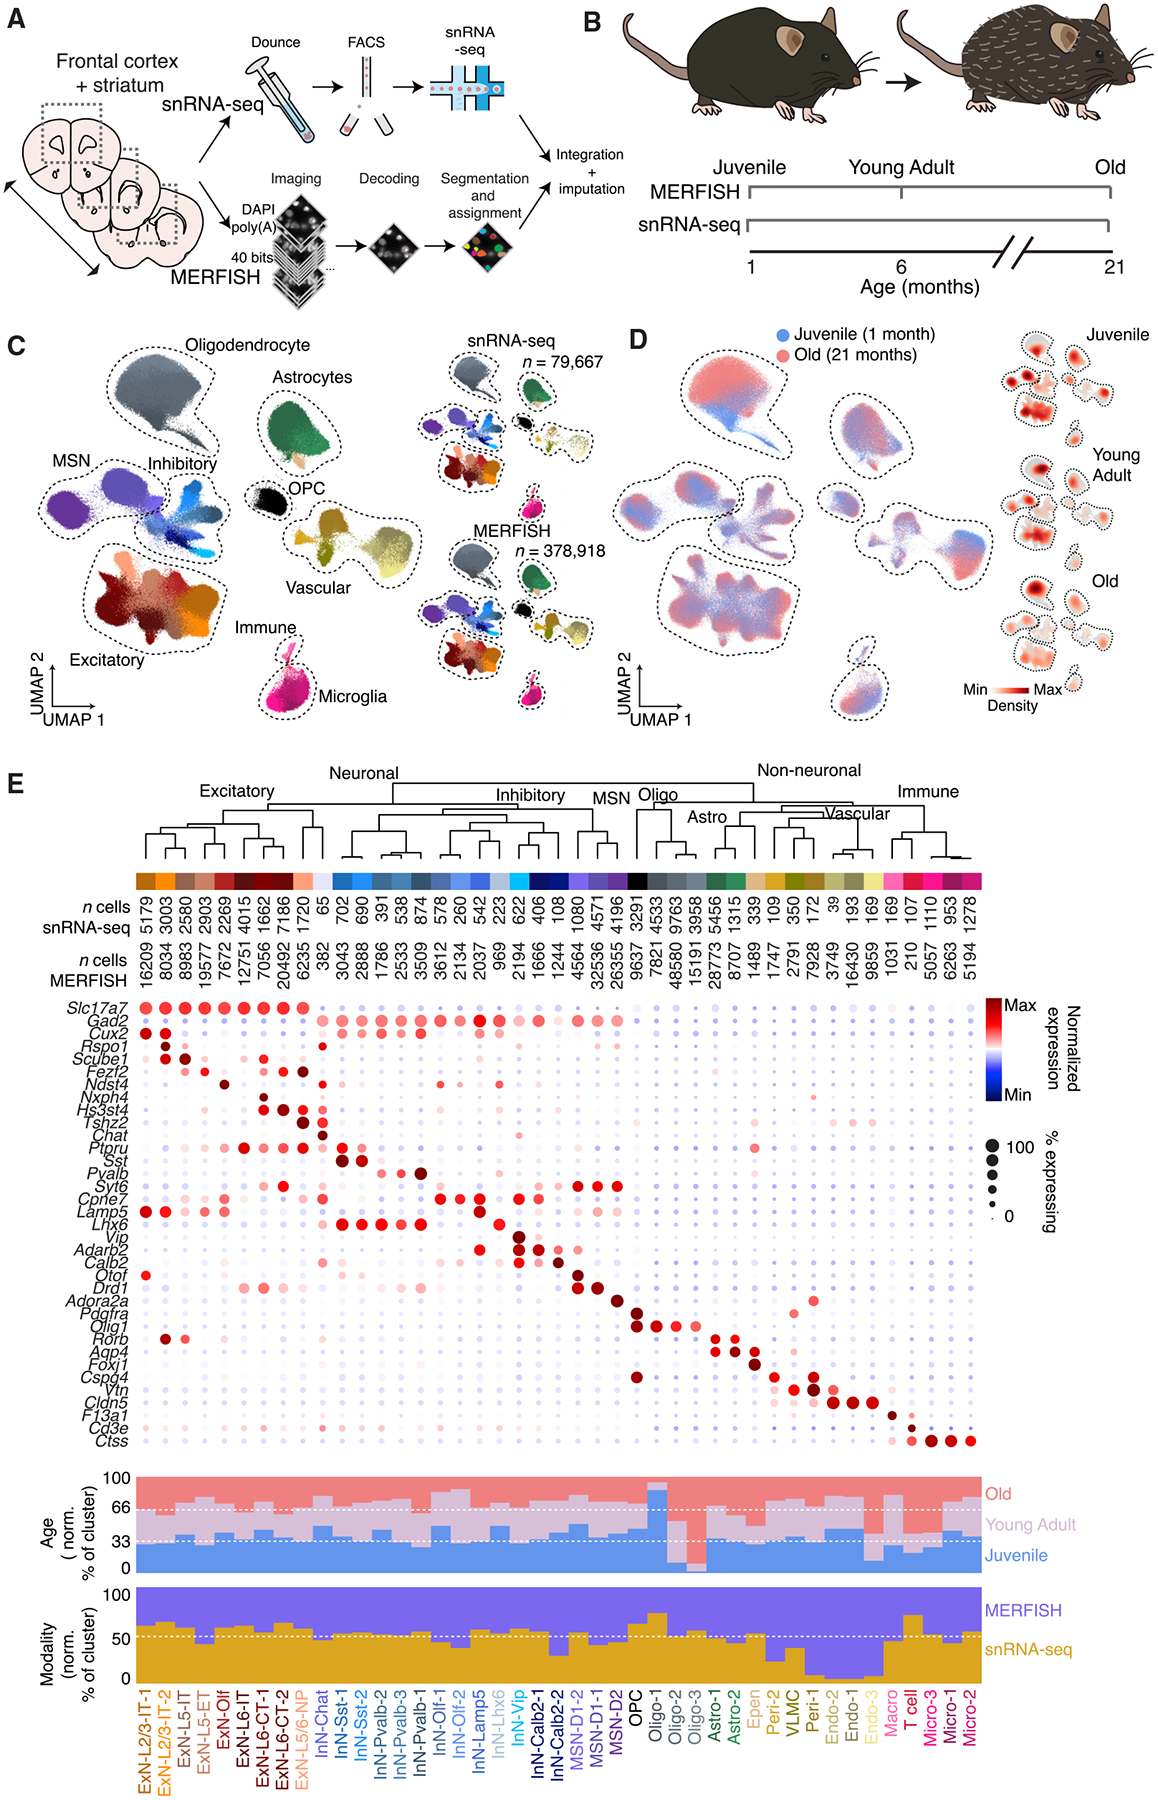 A
Frontal cortex
+ striatum
snRNA-seq
Dounce
FACS
snRNA
-seq
Integration
+
imputation
Imaging
Decoding
Segmentation
and
assignment
DAPI
poly(A)
40 bits
...
MERFISH
B
Juvenile
Young Adult
Old
MERFISH
snRNA-seq
1
6
21
Age (months)
C
Oligodendrocyte
Astrocytes
MSN
Inhibitory
OPC
Vascular
Excitatory
Immune
Microglia
UMAP 2
UMAP 1
snRNA-seq
n = 79,667
MERFISH
n = 378,918
D
Juvenile (1 month)
Old (21 months)
UMAP 2
UMAP 1
Juvenile
Young
Adult
Old
Min
Max
Density
E
Neuronal
Non-neuronal
Excitatory
Inhibitory
MSN
Oligo
Astro
Vascular
Immune
n cells
snRNA-seq
5179 3003 2580 2903 2269 4015 1662 7186 1720 65 702 690 391 538 874 578 260 542 223 622 406 108 1080 4571 4196 3291 4533 9763 3958 5456 1315 339 109 350 172 39 193 169 169 107 1110 953 1278
n cells
MERFISH
16209 8034 8983 19577 7672 12751 7056 20492 6235 382 3043 2888 1786 2533 3509 3612 2134 2037 969 2194 1666 1244 4564 32536 26355 9637 7821 48580 15191 28773 8707 1489 1747 2791 7928 3749 16430 9859 1031 210 5057 6263 5194
Slc17a7
Gad2
Cux2
Rspo1
Scube1
Fezf2
Ndst4
Nxph4
Hs3st4
Tshz2
Chat
Ptpru
Sst
Pvalb
Syt6
Cpne7
Lamp5
Lhx6
Vip
Adarb2
Calb2
Otof
Drd1
Adora2a
Pdgfra
Olig1
Rorb
Aqp4
Foxj1
Cspg4
Vtn
Cldn5
F13a1
Cd3e
Ctss
Max
Min
Normalized
expression
100
0
% expressing
100
66
33
0
Age
( norm.
% of cluster)
Old
Young Adult
Juvenile
100
50
0
Modality
(norm.
% of cluster)
MERFISH
snRNA-seq
ExN-L2/3-IT-1
ExN-L2/3-IT-2
ExN-L5-IT
ExN-L5-ET
ExN-Olf
ExN-L6-IT
ExN-L6-CT-1
ExN-L6-CT-2
ExN-L5/6-NP
InN-Chat
InN-Sst-1
InN-Sst-2
InN-Pvalb-2
InN-Pvalb-3
InN-Pvalb-1
InN-Olf-1
InN-Olf-2
InN-Lamp5
InN-Lhx6
InN-Vip
InN-Calb2-1
InN-Calb2-2
MSN-D1-2
MSN-D1-1
MSN-D2
OPC
Oligo-1
Oligo-2
Oligo-3
Astro-1
Astro-2
Epen
Peri-2
VLMC
Peri-1
Endo-2
Endo-1
Endo-3
Macro
T cell
Micro-3
Micro-1
Micro-2